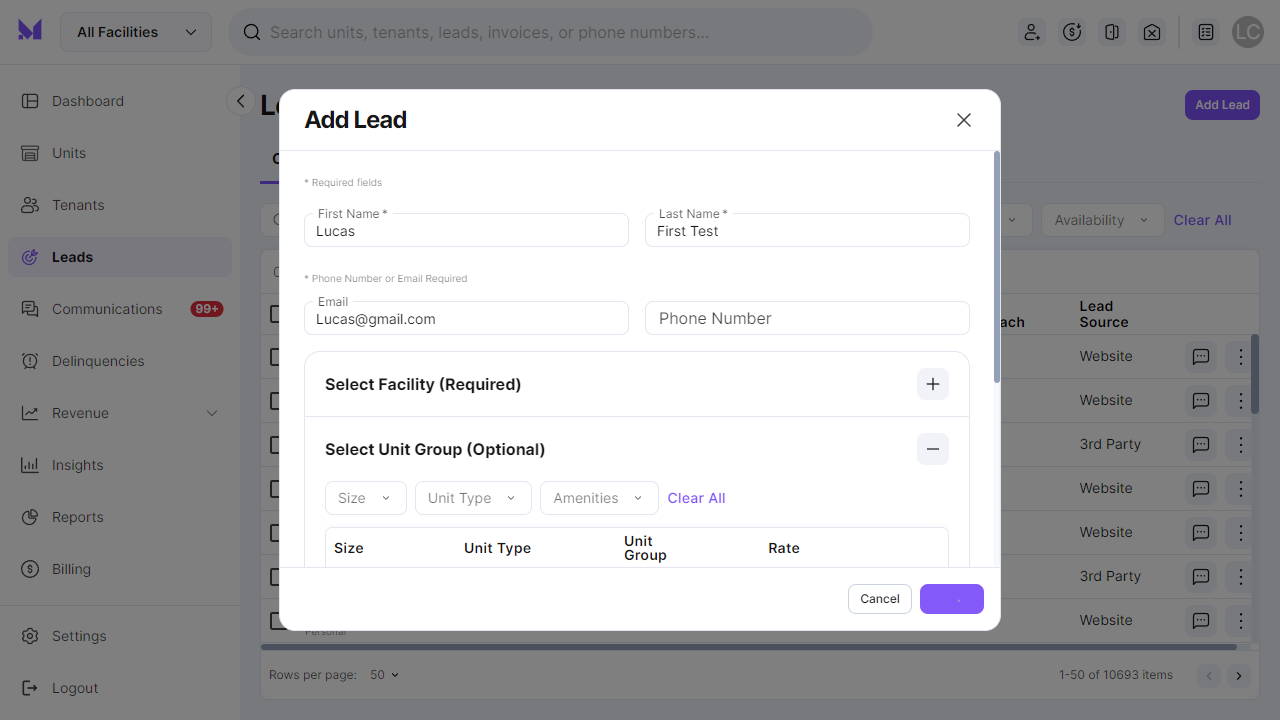 All Facilities
Search units, tenants, leads, invoices, or phone numbers...
LC
Dashboard
Units
Tenants
Leads
Communications 99+
Delinquencies
Revenue
Insights
Reports
Billing
Settings
Logout
Add Lead
Availability
Clear All
Lead
Source
Website
Website
3rd Party
Website
Website
3rd Party
Website
Rows per page: 50
1-50 of 10693 items
Add Lead
* Required fields
First Name *
Lucas
Last Name *
First Test
* Phone Number or Email Required
Email
Lucas@gmail.com
Phone Number
Select Facility (Required)
Select Unit Group (Optional)
Size
Unit Type
Amenities
Clear All
Size
Unit Type
Unit
Group
Rate
Cancel